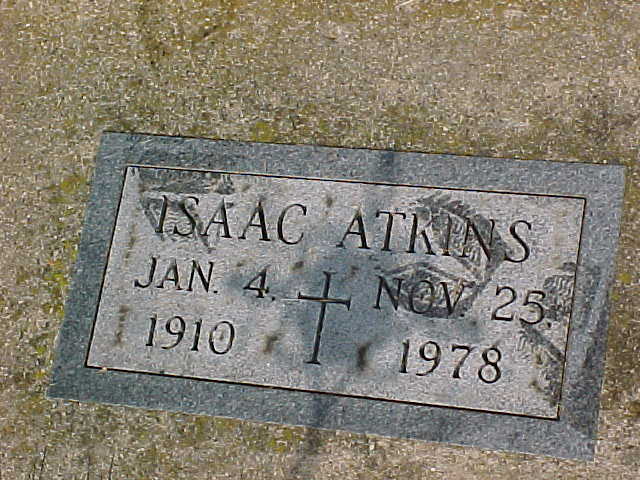 ISAAC ATKINS
JAN. 4. NOV. 25.
1910 1978